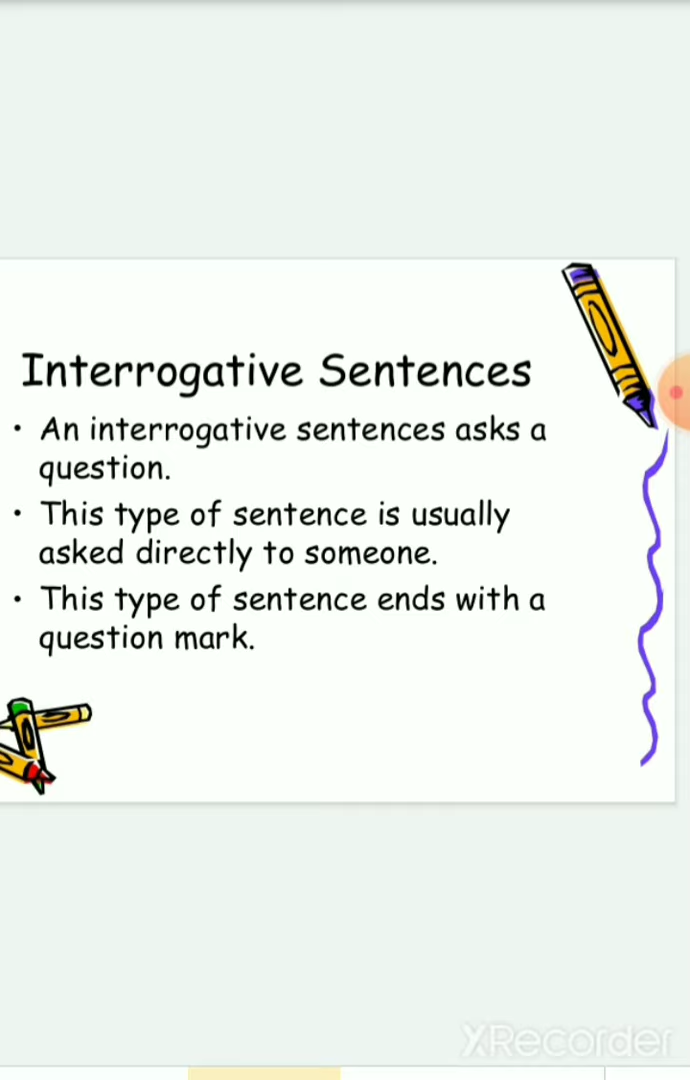 Interrogative Sentences
• An interrogative sentences asks a
question.
• This type of sentence is usually
asked directly to someone.
• This type of sentence ends with a
question mark.
XRecorder